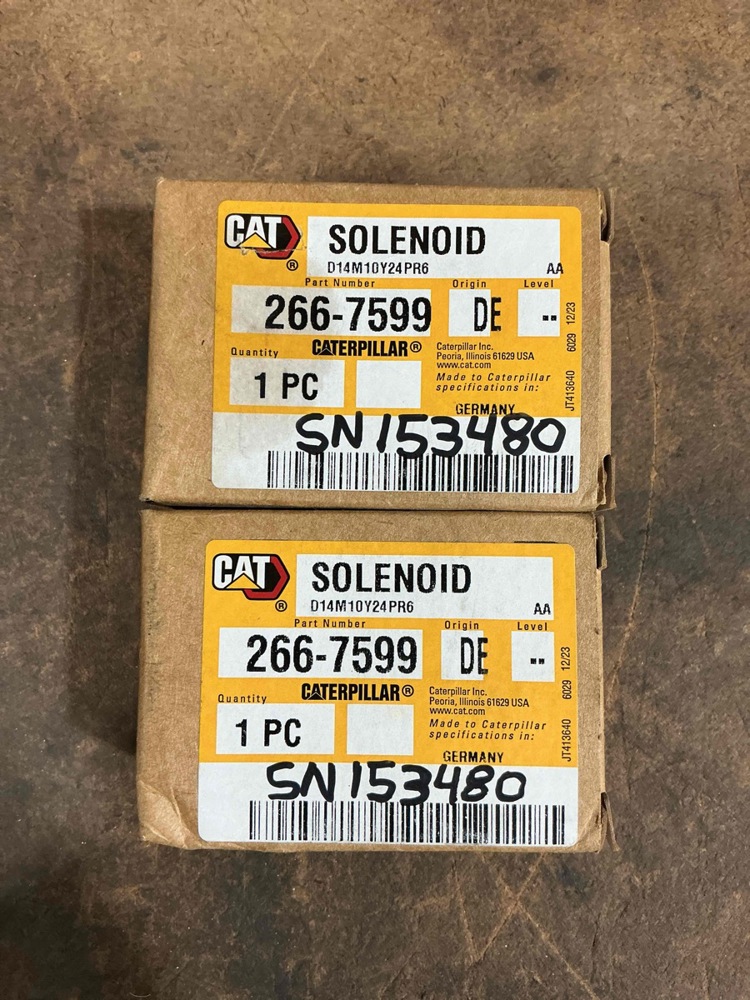 CAT®
SOLENOID
D14M10Y24PR6 AA
Part Number Origin Level
266-7599 DE --
Quantity CATERPILLAR®
1 PC
Caterpillar Inc.
Peoria, Illinois 61629 USA
www.cat.com
Made to Caterpillar
specifications in:
GERMANY
JT413640 6029 12/23
SN153480
CAT®
SOLENOID
D14M10Y24PR6 AA
Part Number Origin Level
266-7599 DE --
Quantity CATERPILLAR®
1 PC
Caterpillar Inc.
Peoria, Illinois 61629 USA
www.cat.com
Made to Caterpillar
specifications in:
GERMANY
JT413640 6029 12/23
SN153480